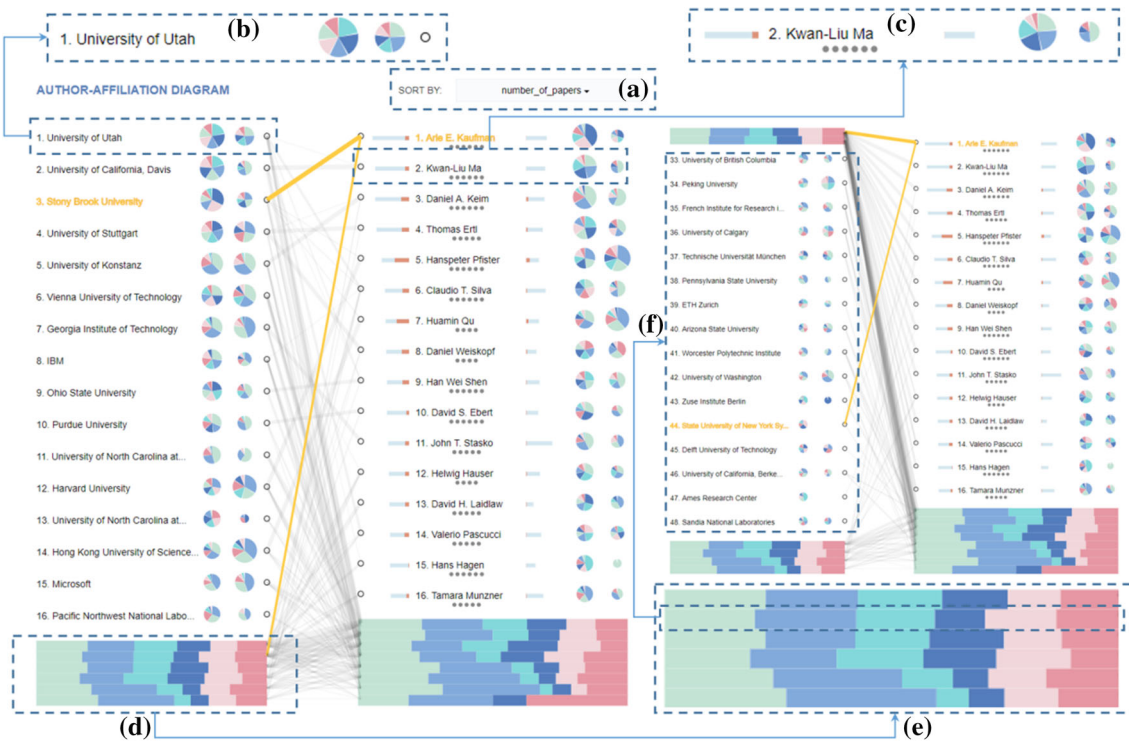 (b)
1. University of Utah
(c)
2. Kwan-Liu Ma
AUTHOR-AFFILIATION DIAGRAM
SORT BY:
number_of_papers
(a)
1. University of Utah
2. University of California, Davis
3. Stony Brook University
4. University of Stuttgart
5. University of Konstanz
6. Vienna University of Technology
7. Georgia Institute of Technology
8. IBM
9. Ohio State University
10. Purdue University
11. University of North Carolina at...
12. Harvard University
13. University of North Carolina at...
14. Hong Kong University of Science...
15. Microsoft
16. Pacific Northwest National Labo...
(d)
1. Arie E. Kaufman
2. Kwan-Liu Ma
3. Daniel A. Keim
4. Thomas Ertl
5. Hanspeter Pfister
6. Claudio T. Silva
7. Huamin Qu
8. Daniel Weiskopf
9. Han Wei Shen
10. David S. Ebert
11. John T. Stasko
12. Helwig Hauser
13. David H. Laidlaw
14. Valerio Pascucci
15. Hans Hagen
16. Tamara Munzner
(f)
33. University of British Columbia
34. Peking University
35. French Institute for Research i...
36. University of Calgary
37. Technische Universität München
38. Pennsylvania State University
39. ETH Zurich
40. Arizona State University
41. Worcester Polytechnic Institute
42. University of Washington
43. Zuse Institute Berlin
44. State University of New York Sy...
45. Delft University of Technology
46. University of California, Berke...
47. Ames Research Center
48. Sandia National Laboratories
1. Arie E. Kaufman
2. Kwan-Liu Ma
3. Daniel A. Keim
4. Thomas Ertl
5. Hanspeter Pfister
6. Claudio T. Silva
7. Huamin Qu
8. Daniel Weiskopf
9. Han Wei Shen
10. David S. Ebert
11. John T. Stasko
12. Helwig Hauser
13. David H. Laidlaw
14. Valerio Pascucci
15. Hans Hagen
16. Tamara Munzner
(e)